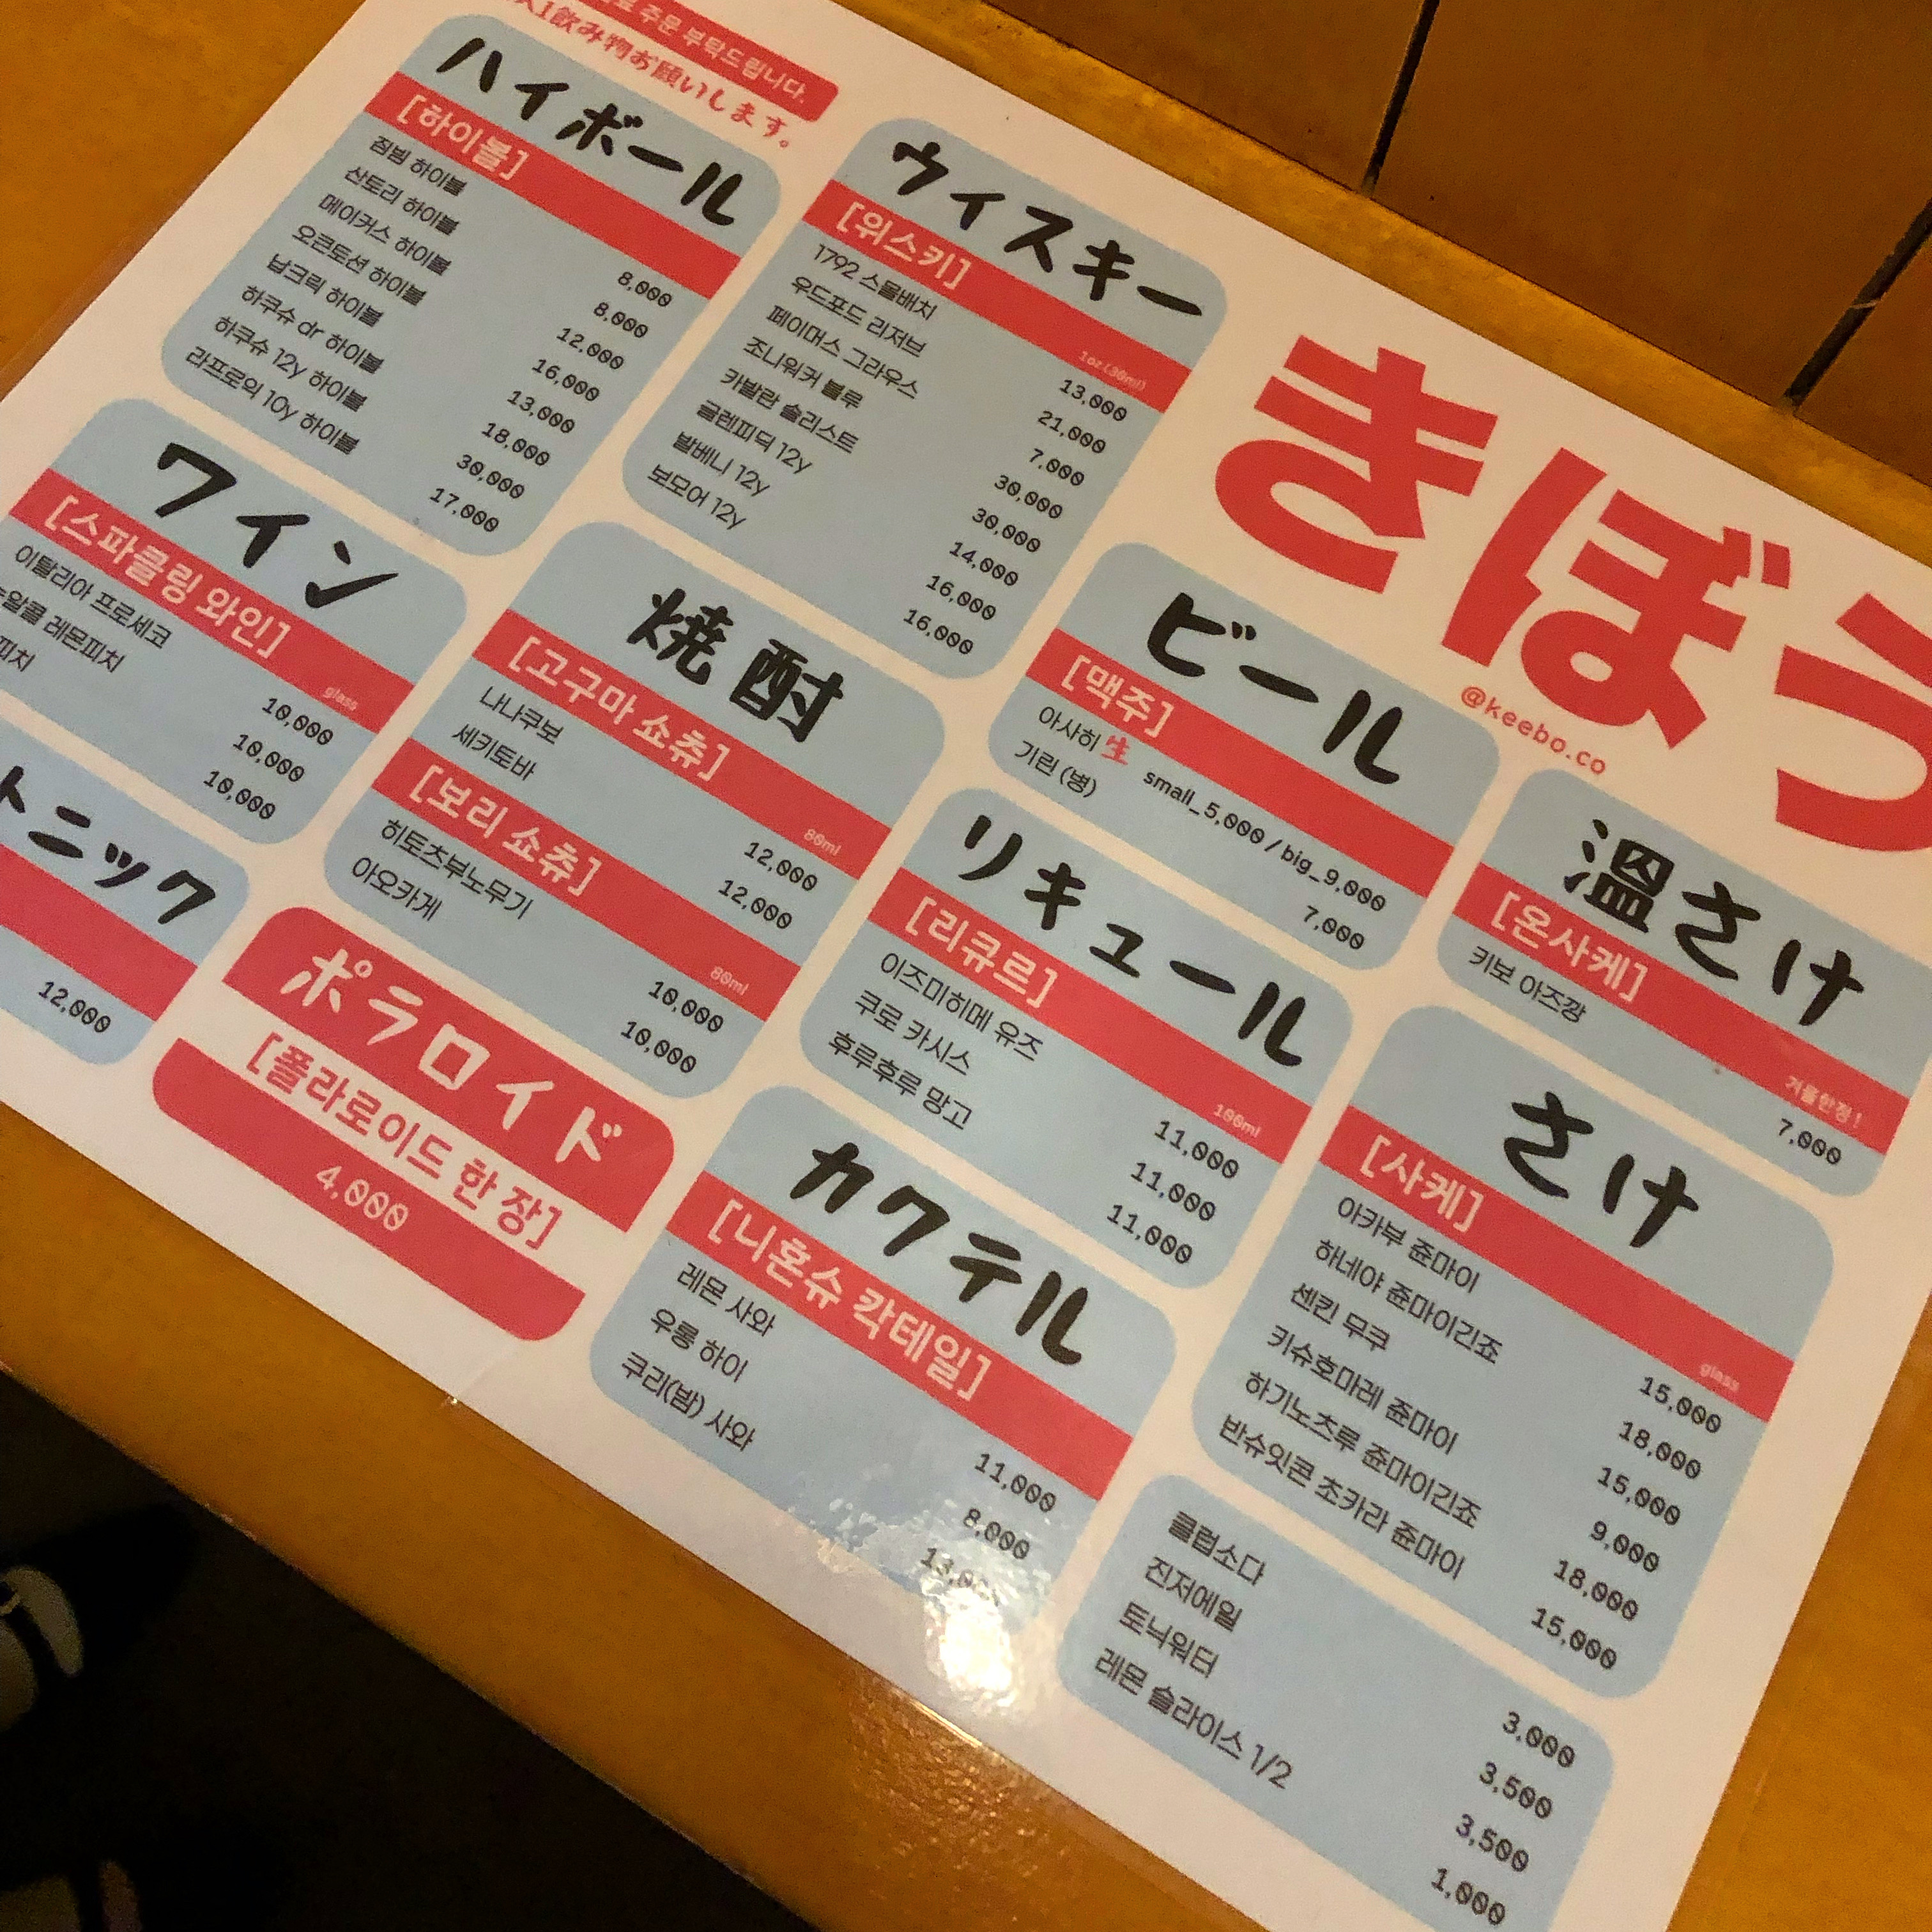 주문 부탁드립니다.
1飲み物お願いします。
ハイボール
[하이볼]
짐빔 하이볼 8,000
산토리 하이볼 8,000
메이커스 하이볼 12,000
오큰토션 하이볼 16,000
납크릭 하이볼 13,000
하쿠슈 dr 하이볼 18,000
하쿠슈 12y 하이볼 30,000
라프로익 10y 하이볼 17,000
ウィスキー
[위스키] 1oz(30ml)
1792 스몰배치 13,000
우드포드 리저브 21,000
페이머스 그라우스 7,000
조니워커 블루 30,000
카발란 솔리스트 30,000
글렌피딕 12y 14,000
발베니 12y 16,000
보모어 12y 16,000
きぼう
@keebo.co
ワイン
[스파클링 와인] glass
이탈리아 프로세코 10,000
알콜 레몬피치 10,000
피치 10,000
焼酎
[고구마 쇼츄] 80ml
나나쿠보 12,000
세키토바 12,000
[보리 쇼츄] 80ml
히토츠부노무기 10,000
아오카게 10,000
ビール
[맥주]
아사히 生 small_5,000 / big_9,000
기린 (병) 7,000
トニック
12,000
ポラロイド
[폴라로이드 한 장]
4,000
リキュール
[리큐르] 100ml
이즈미히메 유즈 11,000
쿠로 카시스 11,000
후루후루 망고 11,000
温さけ
[온사케] 겨울한정!
키보 아즈깡 7,000
カクテル
[니혼슈 칵테일]
레몬 사와 11,000
우롱 하이 8,000
쿠리(밤) 사와
さけ
[사케] glass
아카부 쥰마이 15,000
하네야 쥰마이긴죠 18,000
센킨 무쿠 15,000
키슈호마레 쥰마이 9,000
하기노츠루 쥰마이긴죠 18,000
반슈잇콘 초카라 쥰마이 15,000
클럽소다 3,000
진저에일 3,500
토닉워터 3,500
레몬 슬라이스 1/2 1,000